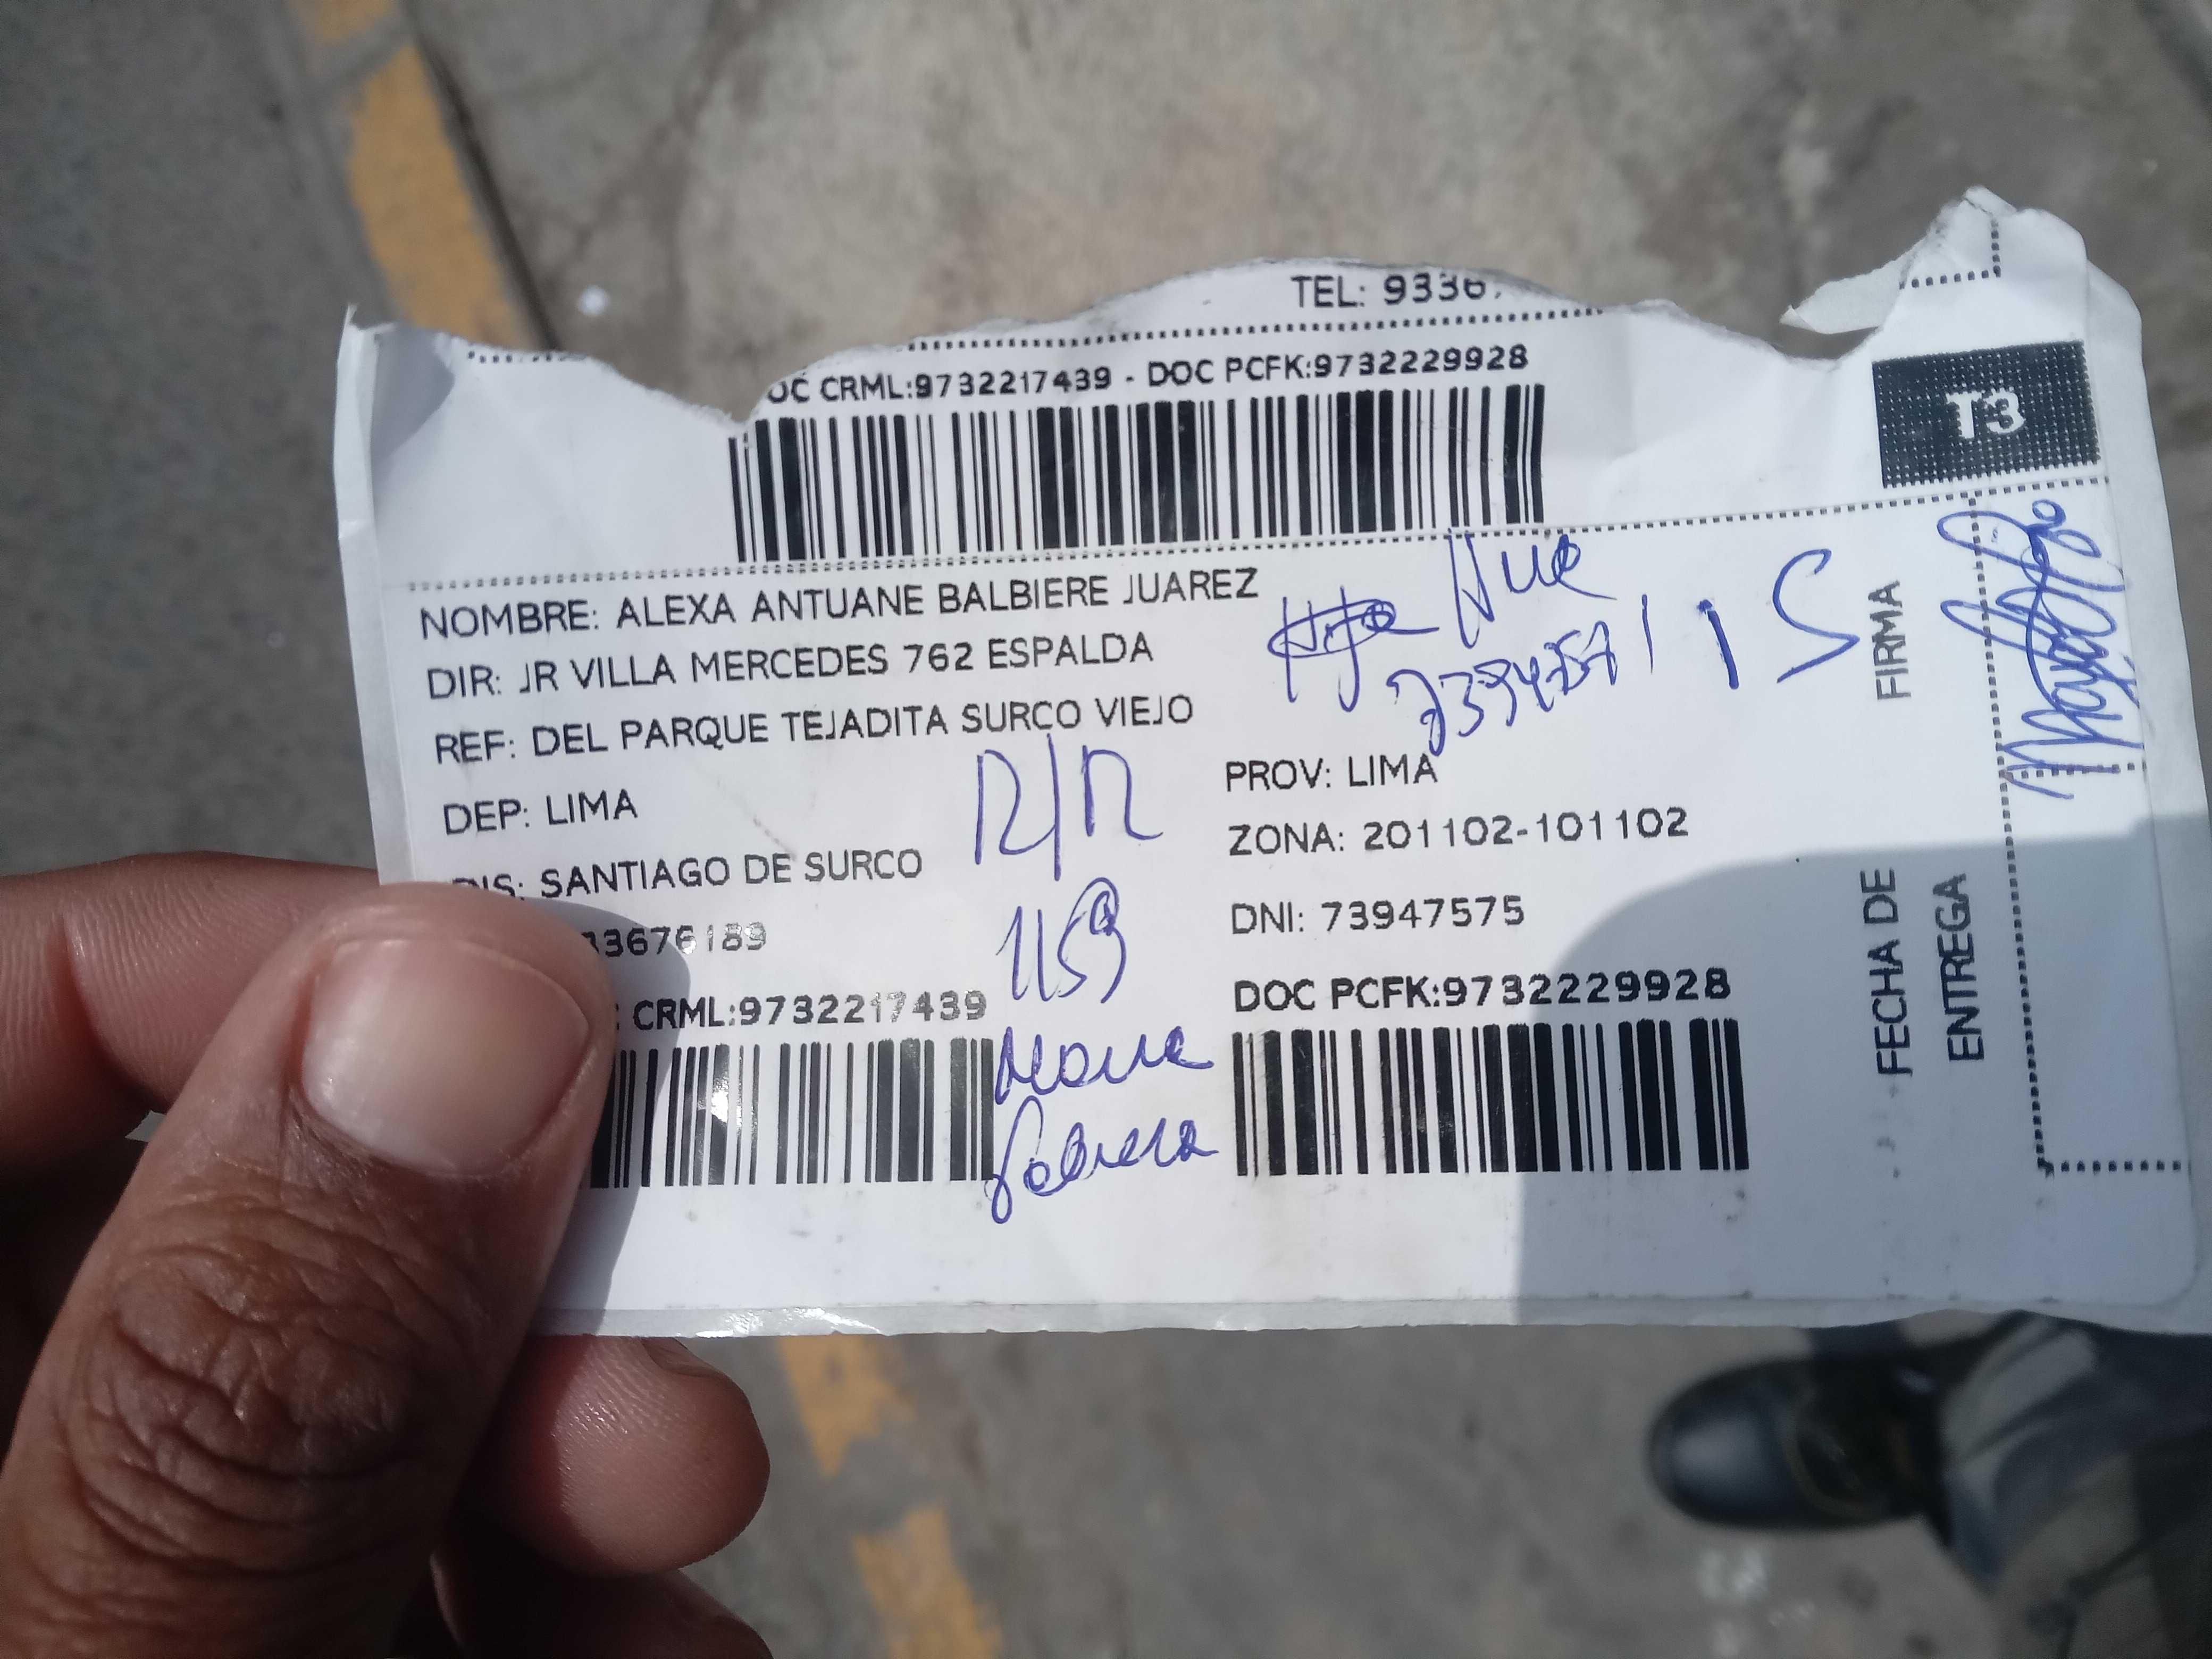 TEL: 9336
OC CRML:9732217439 - DOC PCFK:9732229928
T3
NOMBRE: ALEXA ANTUANE BALBIERE JUAREZ
DIR: JR VILLA MERCEDES 762 ESPALDA
REF: DEL PARQUE TEJADITA SURCO VIEJO
DEP: LIMA
PROV: LIMA
DIS: SANTIAGO DE SURCO
ZONA: 201102-101102
33676189
DNI: 73947575
CRML:9732217439
DOC PCFK:9732229928
R/R
1159
FIRMA
FECHA DE
ENTREGA